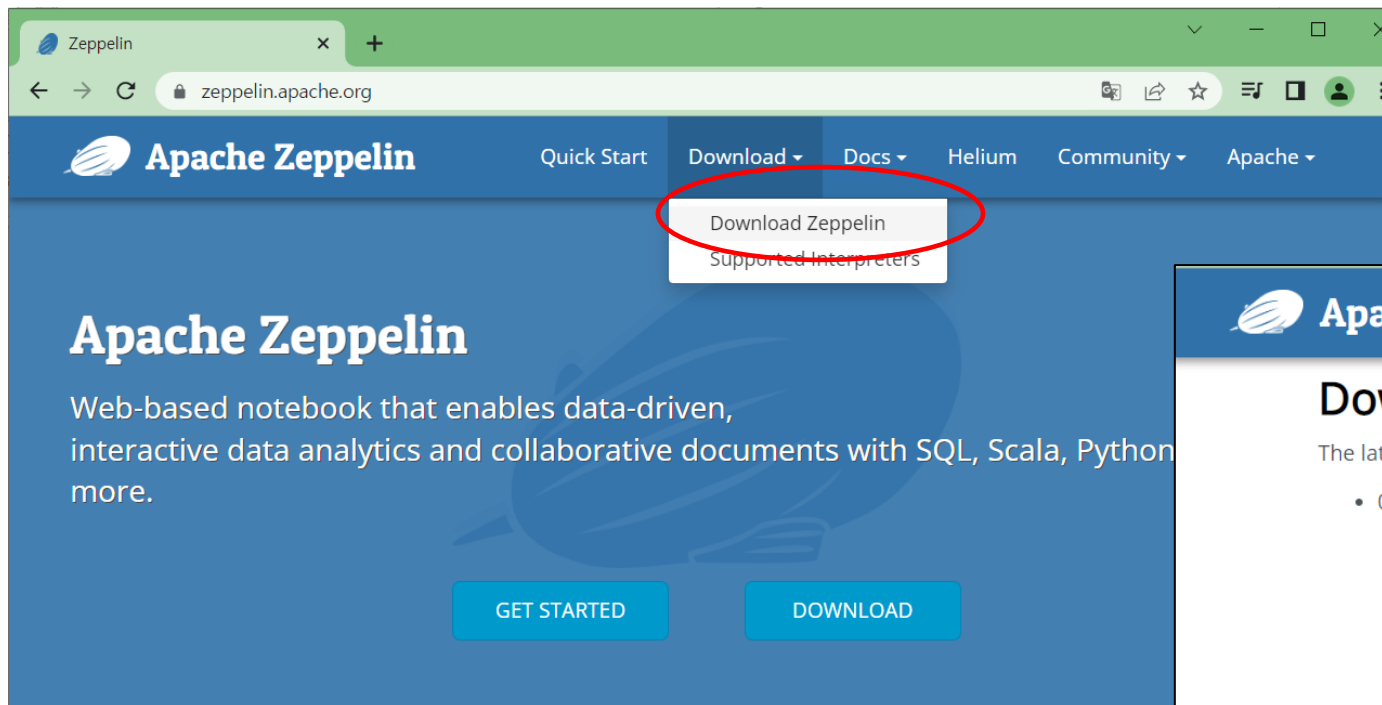 Zeppelin
zeppelin.apache.org
Apache Zeppelin
Quick Start
Download
Docs
Helium
Community
Apache
Download Zeppelin
Supported Interpreters
Apache Zeppelin
Web-based notebook that enables data-driven,
interactive data analytics and collaborative documents with SQL, Scala, Python
more.
GET STARTED
DOWNLOAD
The